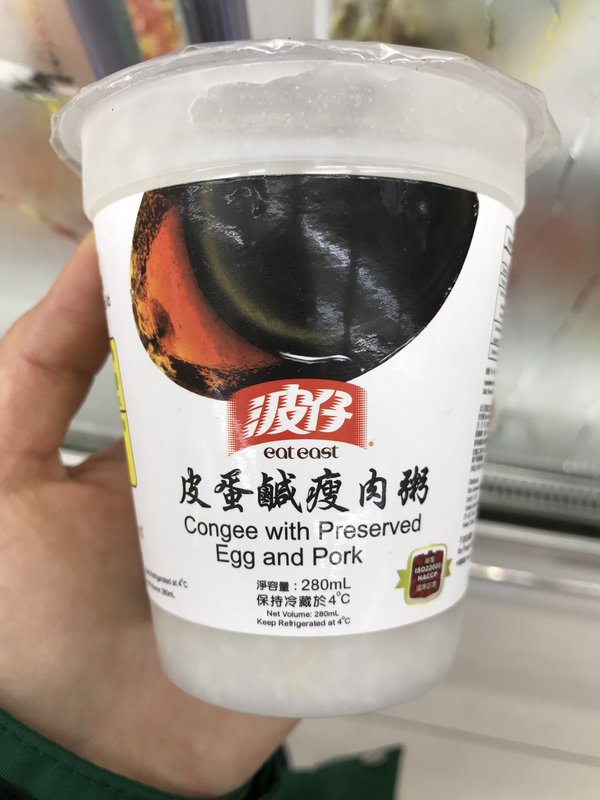 波仔
eat east
皮蛋鹹瘦肉粥
Congee with Preserved
Egg and Pork
淨容量：280mL
保持冷藏於4°C
Net Volume: 280mL
Keep Refrigerated at 4°C
ISO22000
HACCP